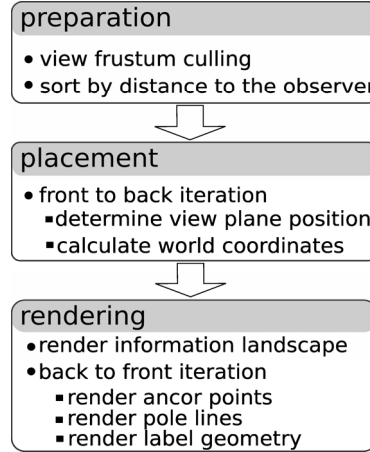 preparation
• view frustum culling
• sort by distance to the observer
placement
• front to back iteration
▪determine view plane position
▪calculate world coordinates
rendering
•render information landscape
•back to front iteration
▪render ancor points
▪render pole lines
▪render label geometry